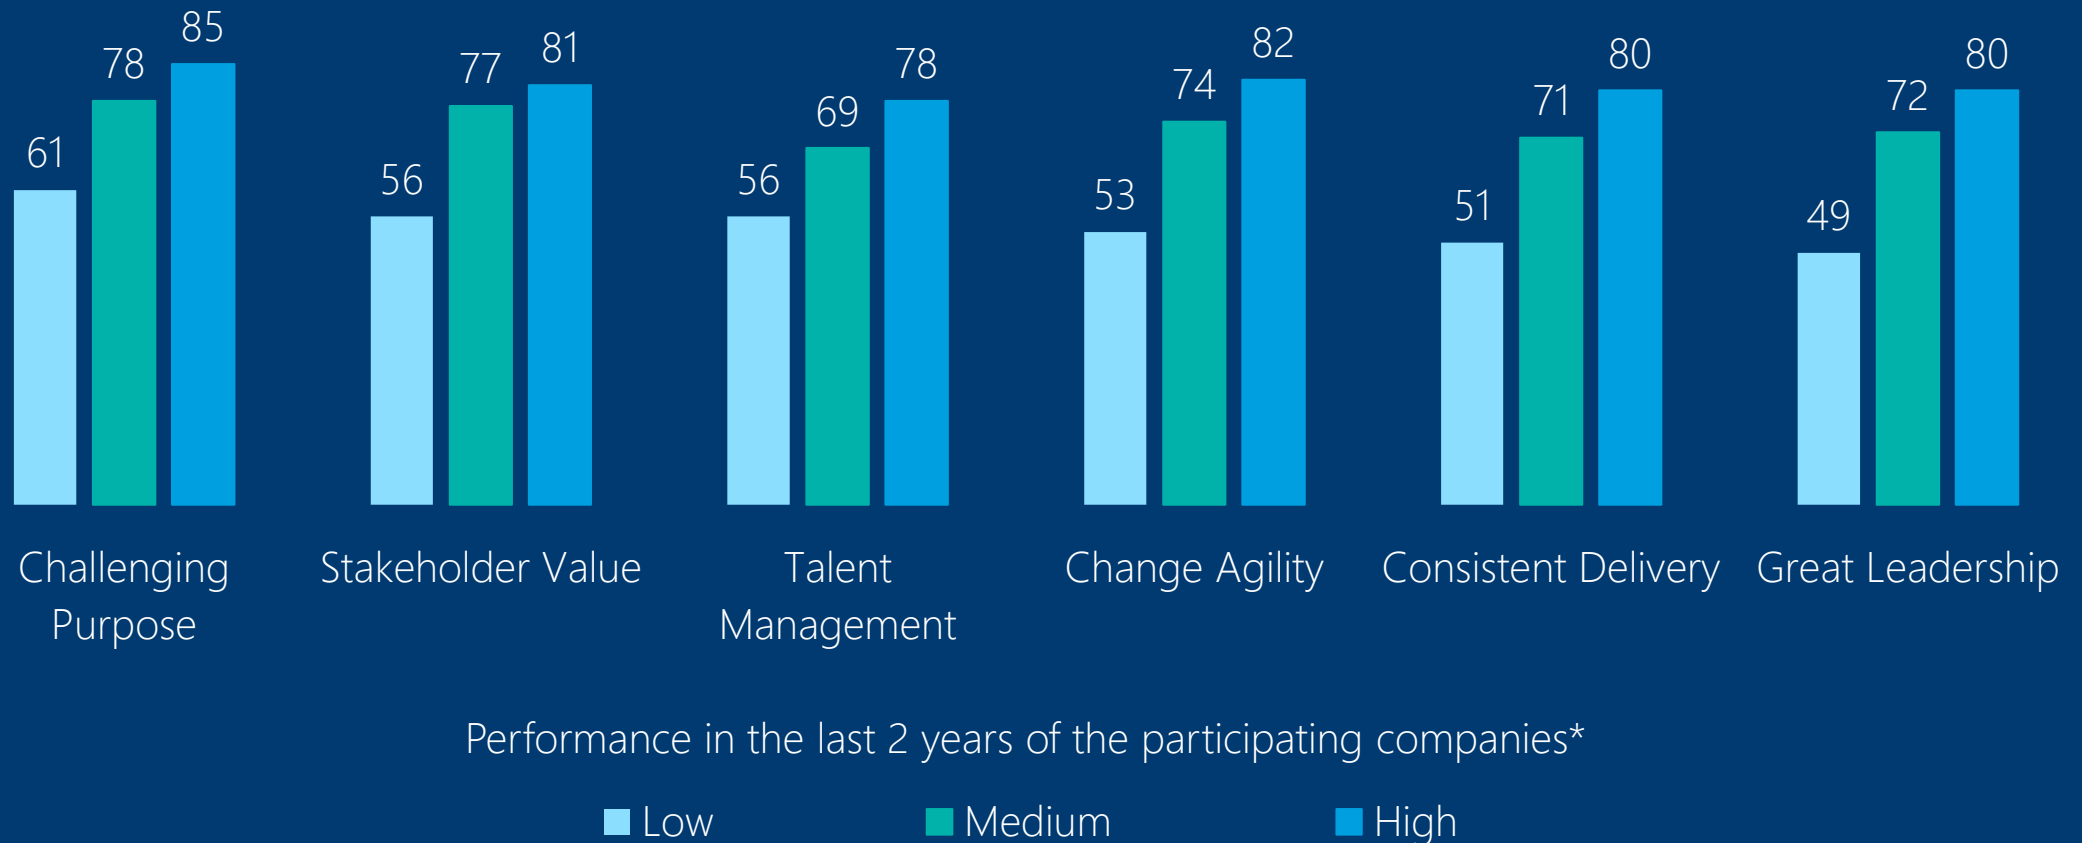 85
78
61
77
81
56
78
69
56
82
74
53
80
71
51
80
72
49
Challenging
Purpose
Stakeholder Value
Talent
Management
Change Agility
Consistent Delivery
Great Leadership
Performance in the last 2 years of the participating companies*
Low
Medium
High